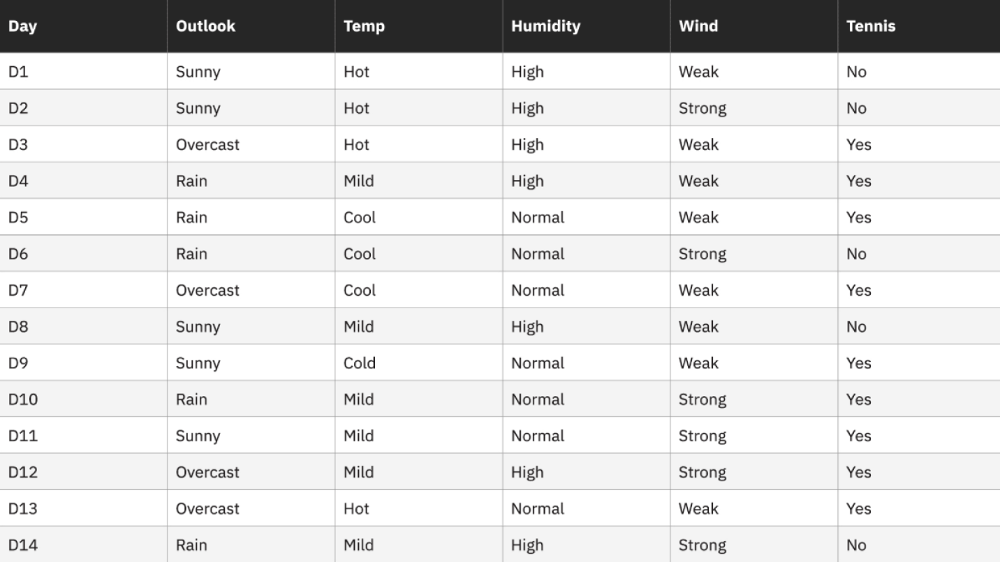 Day Outlook Temp Humidity Wind Tennis
D1 Sunny Hot High Weak No
D2 Sunny Hot High Strong No
D3 Overcast Hot High Weak Yes
D4 Rain Mild High Weak Yes
D5 Rain Cool Normal Weak Yes
D6 Rain Cool Normal Strong No
D7 Overcast Cool Normal Weak Yes
D8 Sunny Mild High Weak No
D9 Sunny Cold Normal Weak Yes
D10 Rain Mild Normal Strong Yes
D11 Sunny Mild Normal Strong Yes
D12 Overcast Mild High Strong Yes
D13 Overcast Hot Normal Weak Yes
D14 Rain Mild High Strong No